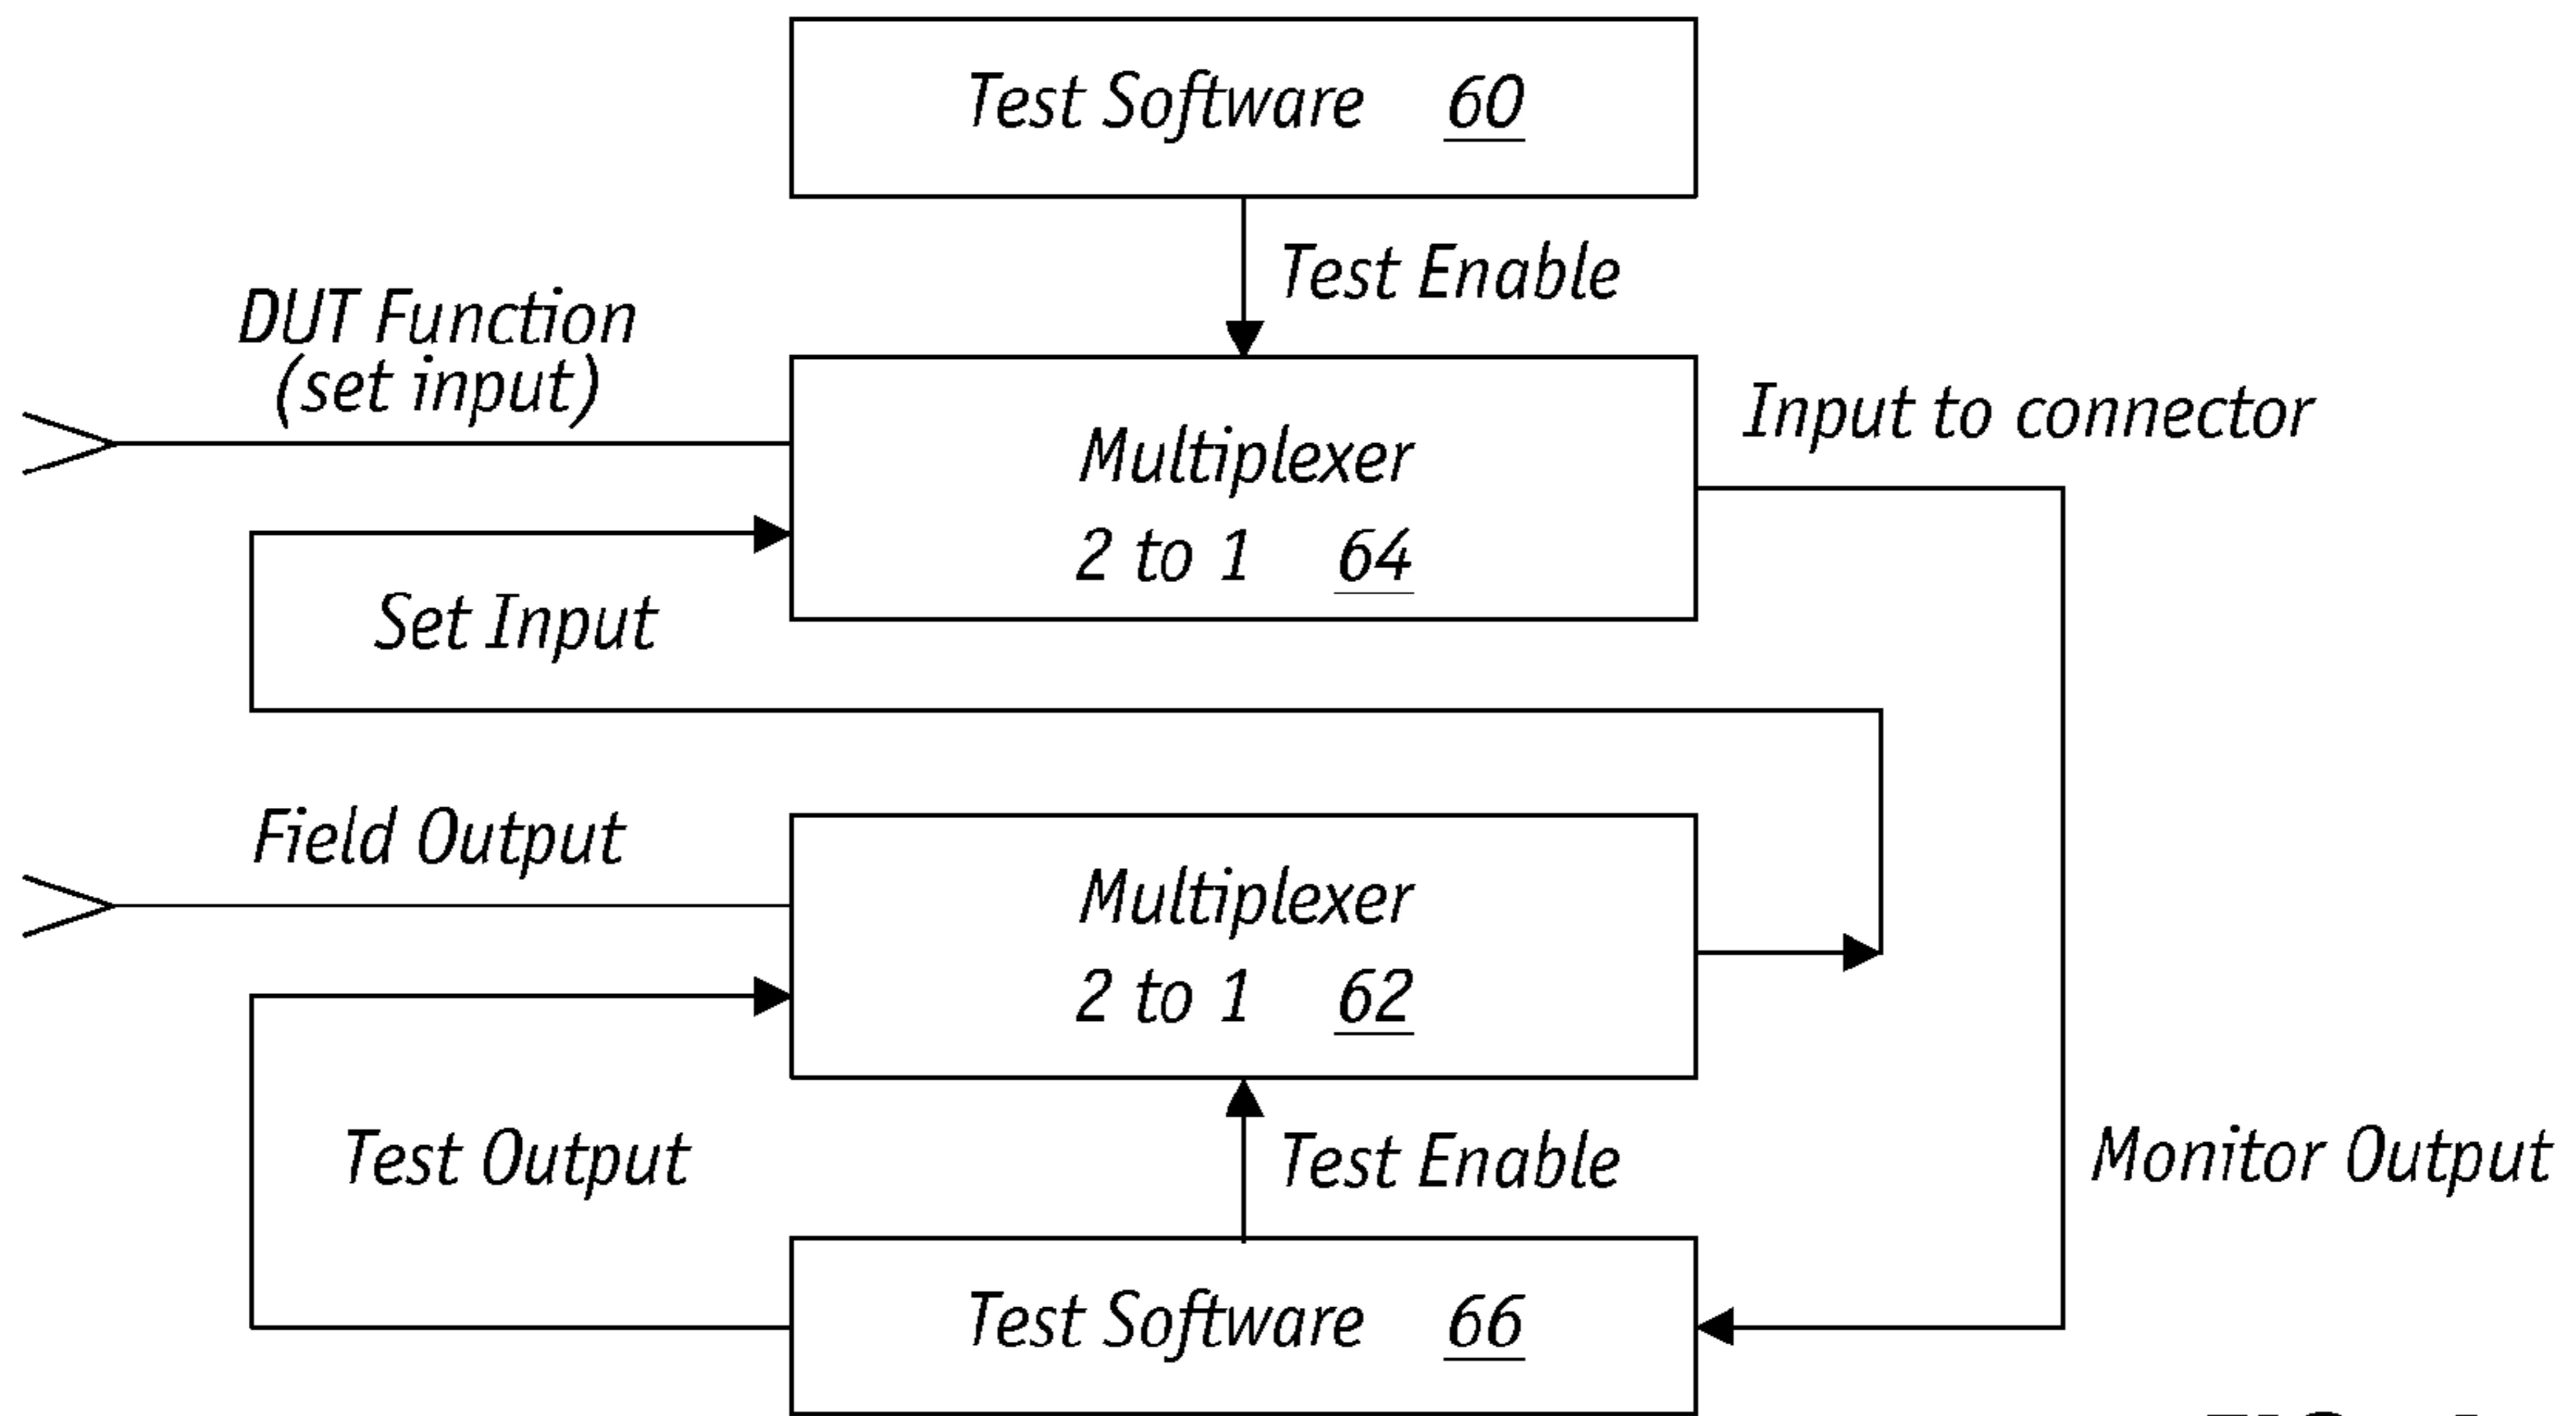 Test Software 60
Test Enable
DUT Function
(set input)
Input to connector
Multiplexer
2 to 1 64
Set Input
Field Output
Multiplexer
2 to 1 62
Test Output
Test Enable
Monitor Output
Test Software 66